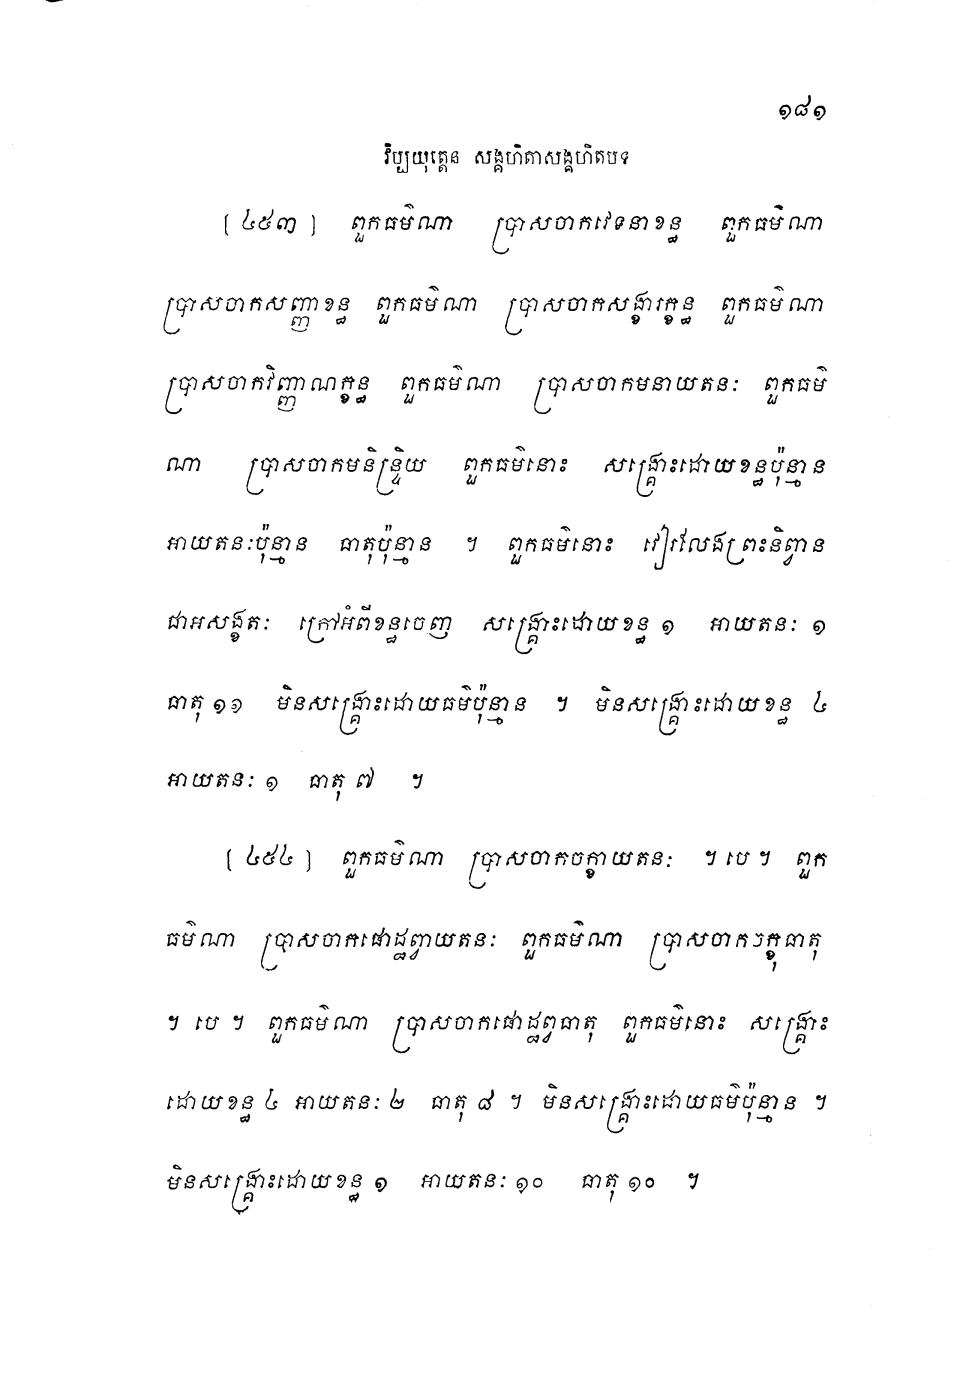 ១៨១
វិប្បយុត្តេន សង្គហិតាសង្គហិតបទ
[ ៤៥៣ ] ពួកធម៌ណា ប្រាសចាកវេទនាខន្ធ ពួកធម៌ណា
ប្រាសចាកសញ្ញាខន្ធ ពួកធម៌ណា ប្រាសចាកសង្ខារក្ខន្ធ ពួកធម៌ណា
ប្រាសចាកវិញ្ញាណក្ខន្ធ ពួកធម៌ណា ប្រាសចាកមនាយតនៈ ពួកធម៌
ណា ប្រាសចាកមនិន្ទ្រិយ ពួកធម៌នោះ សង្គ្រោះដោយខន្ធប៉ុន្មាន
អាយតនៈប៉ុន្មាន ធាតុប៉ុន្មាន ។ ពួកធម៌នោះ វៀរលែងព្រះនិព្វាន
ជាអសង្ខតៈ ក្រៅអំពីខន្ធចេញ សង្គ្រោះដោយខន្ធ ១ អាយតនៈ ១
ធាតុ ១១ មិនសង្គ្រោះដោយធម៌ប៉ុន្មាន ។ មិនសង្គ្រោះដោយខន្ធ ៤
អាយតនៈ ១ ធាតុ ៧ ។
[ ៤៥៤ ] ពួកធម៌ណា ប្រាសចាកចក្ខាយតនៈ ។ បេ ។ ពួក
ធម៌ណា ប្រាសចាកផោដ្ឋព្វាយតនៈ ពួកធម៌ណា ប្រាសចាកចក្ខុធាតុ
។ បេ ។ ពួកធម៌ណា ប្រាសចាកផោដ្ឋព្វធាតុ ពួកធម៌នោះ សង្គ្រោះ
ដោយខន្ធ ៤ អាយតនៈ ២ ធាតុ ៨ ។ មិនសង្គ្រោះដោយធម៌ប៉ុន្មាន ។
មិនសង្គ្រោះដោយខន្ធ ១ អាយតនៈ ១០ ធាតុ ១០ ។